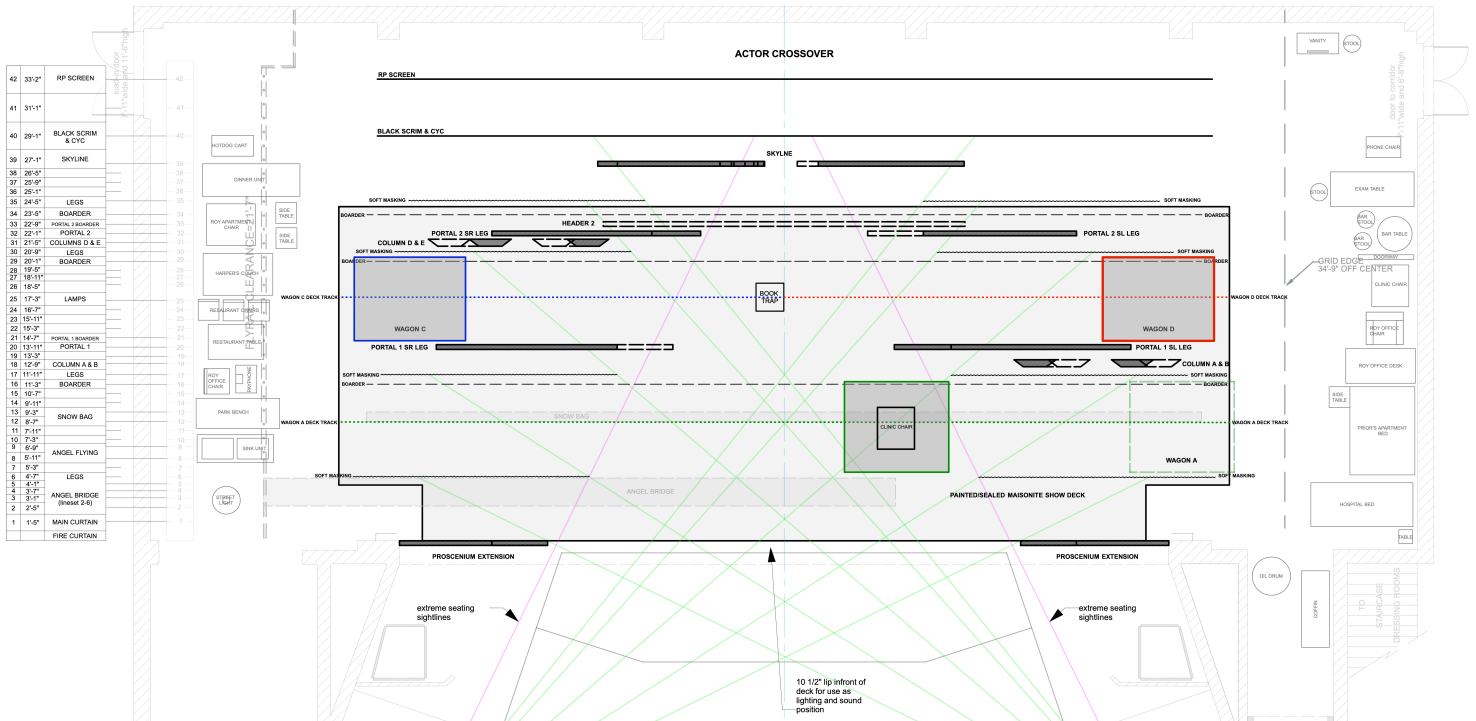 ACTOR CROSSOVER
RP SCREEN
BLACK SCRIM & CYC
SKYLNE
42 33'-2" RP SCREEN
41 31'-1"
40 29'-1" BLACK SCRIM & CYC
39 27'-1" SKYLINE
38 26'-5"
37 25'-9"
36 25'-1"
35 24'-5" LEGS
34 23'-5" BOARDER
33 22'-9" PORTAL 2 BOARDER
32 22'-1" PORTAL 2
31 21'-5" COLUMNS D & E
30 20'-9" LEGS
29 20'-1" BOARDER
28 19'-5"
27 18'-11"
26 18'-5"
25 17'-3" LAMPS
24 16'-7"
23 15'-11"
22 15'-3"
21 14'-7" PORTAL 1 BOARDER
20 13'-11" PORTAL 1
19 13'-3"
18 12'-9" COLUMN A & B
17 11'-11" LEGS
16 11'-3" BOARDER
15 10'-7"
14 9'-11"
13 9'-3" SNOW BAG
12 8'-7"
11 7'-11"
10 7'-3"
9 6'-9" ANGEL FLYING
8 5'-11"
7 5'-3"
6 4'-7" LEGS
5 4'-1"
4 3'-7" ANGEL BRIDGE
3 3'-1" (lineset 2-6)
2 2'-5"
1 1'-5" MAIN CURTAIN
FIRE CURTAIN
HOTDOG CART
DINNER UNIT
ROY APARTMENT CHAIR
SIDE TABLE
SIDE TABLE
HARPER'S COUCH
RESTAURANT CHAIRS
RESTAURANT TABLE
ROY OFFICE CHAIR
PAYPHONE
PARK BENCH
SINK UNIT
STREET LIGHT
SOFT MASKING
SOFT MASKING
BOARDER
BOARDER
HEADER 2
PORTAL 2 SR LEG
PORTAL 2 SL LEG
COLUMN D & E
SOFT MASKING
SOFT MASKING
BOARDER
BOARDER
WAGON C DECK TRACK
BOOK TRAP
WAGON D DECK TRACK
WAGON C
WAGON D
PORTAL 1 SR LEG
PORTAL 1 SL LEG
COLUMN A & B
SOFT MASKING
SOFT MASKING
BOARDER
BOARDER
SNOW BAG
WAGON A DECK TRACK
CLINIC CHAIR
WAGON A DECK TRACK
WAGON A
SOFT MASKING
SOFT MASKING
ANGEL BRIDGE
PAINTED/SEALED MAISONITE SHOW DECK
PROSCENIUM EXTENSION
PROSCENIUM EXTENSION
extreme seating
sightlines
extreme seating
sightlines
10 1/2" lip infront of
deck for use as
lighting and sound
position
VANITY
STOOL
PHONE CHAIR
STOOL
EXAM TABLE
BAR STOOL
BAR STOOL
BAR TABLE
DOORWAY
GRID EDGE
34'-9" OFF CENTER
CLINIC CHAIR
ROY OFFICE CHAIR
ROY OFFICE DESK
SIDE TABLE
PRIOR'S APARTMENT BED
HOSPITAL BED
TABLE
OIL DRUM
COFFIN
TO
STAIRCASE
DRESSING ROOMS